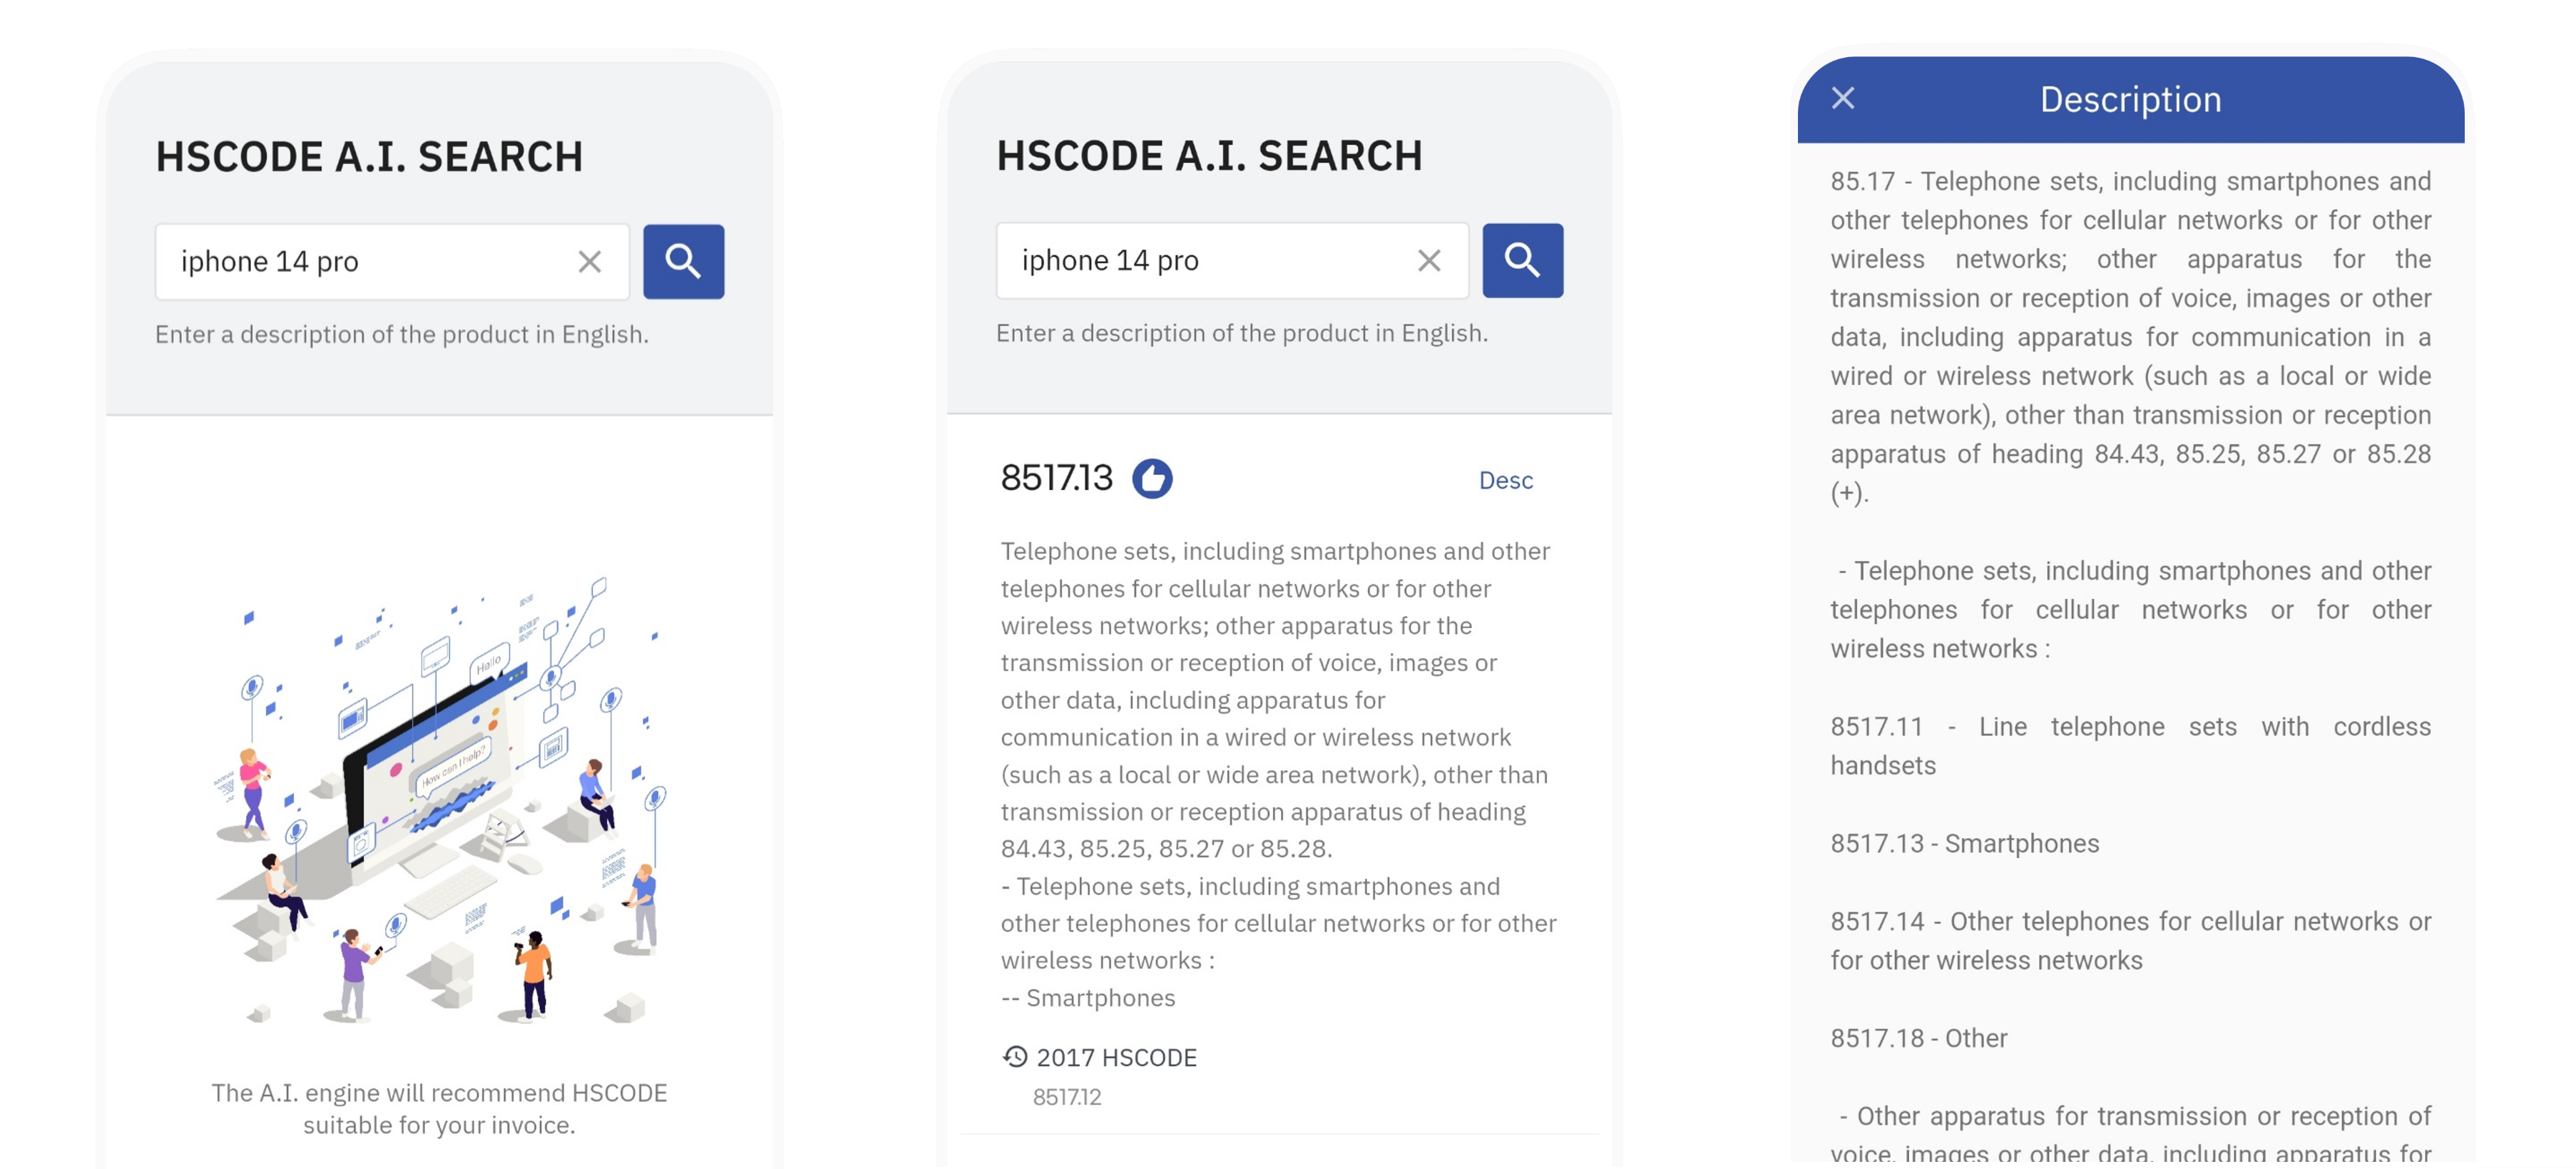 HSCODE A.I. SEARCH
iphone 14 pro
Enter a description of the product in English.
Hallo
How can I help?
The A.I. engine will recommend HSCODE
suitable for your invoice.
HSCODE A.I. SEARCH
iphone 14 pro
Enter a description of the product in English.
8517.13
Desc
Telephone sets, including smartphones and other
telephones for cellular networks or for other
wireless networks; other apparatus for the
transmission or reception of voice, images or
other data, including apparatus for
communication in a wired or wireless network
(such as a local or wide area network), other than
transmission or reception apparatus of heading
84.43, 85.25, 85.27 or 85.28.
- Telephone sets, including smartphones and
other telephones for cellular networks or for other
wireless networks :
-- Smartphones
2017 HSCODE
8517.12
Description
85.17 - Telephone sets, including smartphones and
other telephones for cellular networks or for other
wireless networks; other apparatus for the
transmission or reception of voice, images or other
data, including apparatus for communication in a
wired or wireless network (such as a local or wide
area network), other than transmission or reception
apparatus of heading 84.43, 85.25, 85.27 or 85.28
(+).
- Telephone sets, including smartphones and other
telephones for cellular networks or for other
wireless networks :
8517.11 - Line telephone sets with cordless
handsets
8517.13 - Smartphones
8517.14 - Other telephones for cellular networks or
for other wireless networks
8517.18 - Other
- Other apparatus for transmission or reception of
voice, images or other data, including apparatus for